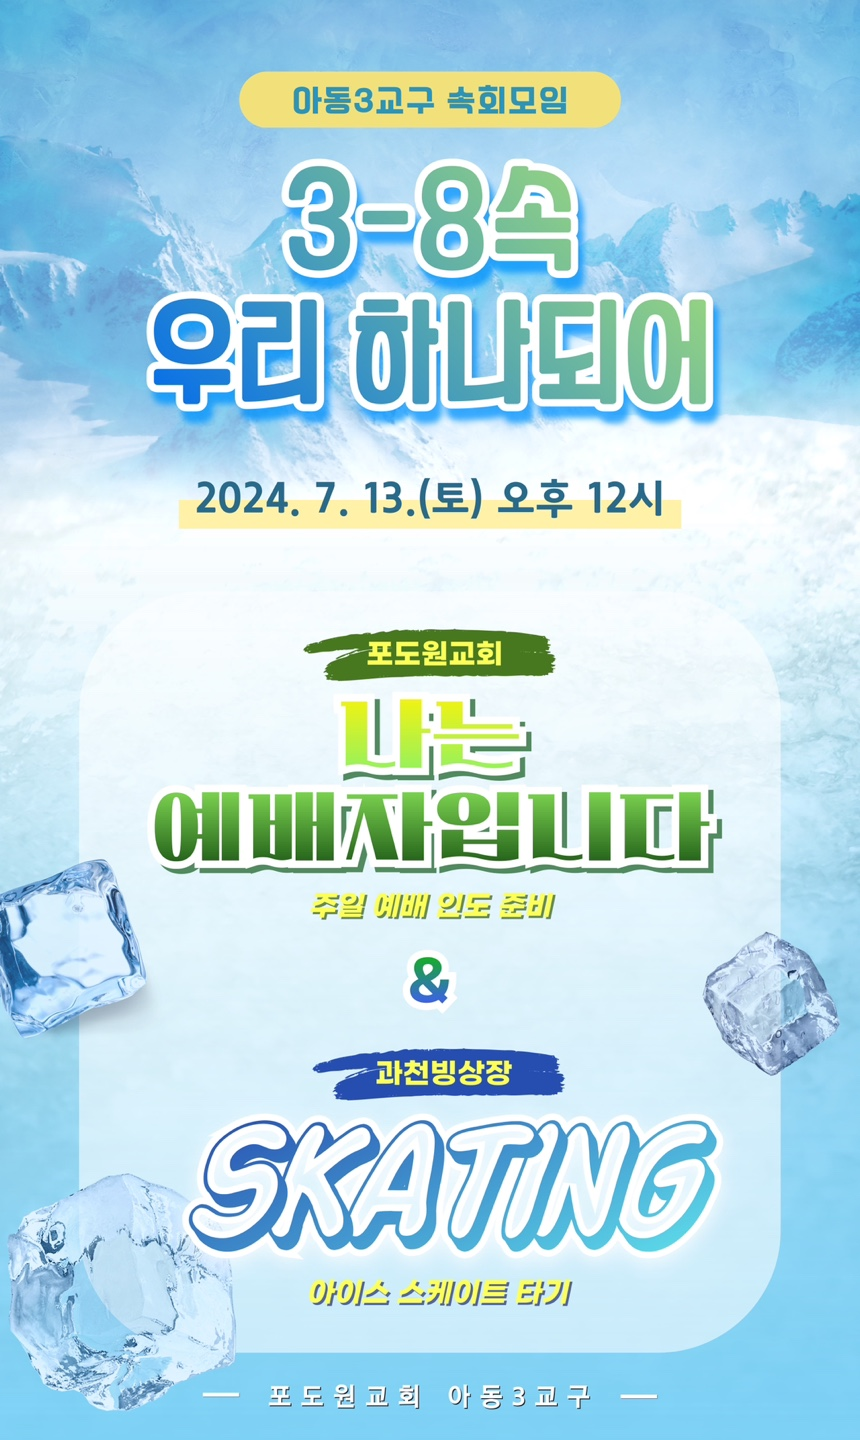 아동3교구 속회모임
3-8속
우리 하나되어
2024. 7. 13.(토) 오후 12시
포도원교회
나는
예배자입니다
주일 예배 인도 준비
&
과천빙상장
SKATING
아이스 스케이트 타기
포도원교회 아동3교구